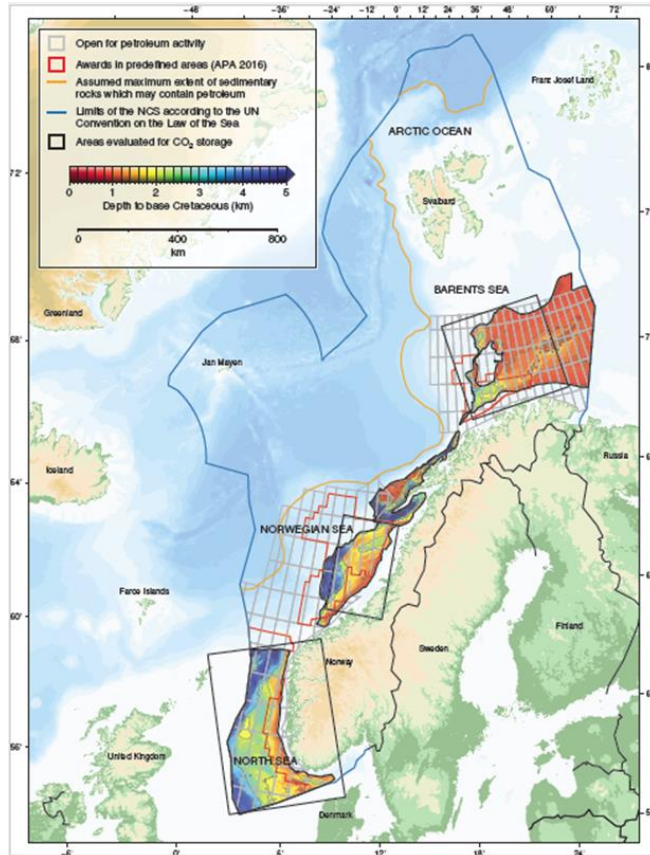 -48° -36° -24° -12° 0° 12° 24° 36° 48° 60° 72°
Open for petroleum activity
Awards in predefined areas (APA 2016)
Assumed maximum extent of sedimentary
rocks which may contain petroleum
Limits of the NCS according to the UN
Convention on the Law of the Sea
Areas evaluated for CO2 storage
0 1 2 3 4 5
Depth to base Cretaceous (km)
0 400 800
km
Franz Josef Land
ARCTIC OCEAN
72°
Svalbard
BARENTS SEA
Greenland
68°
Jan Mayen
Russia
Iceland
64°
NORWEGIAN SEA
Faroe Islands
60°
Finland
Norway
Sweden
56°
United Kingdom
NORTH SEA
Denmark
0° 6° 12° 18° 24°